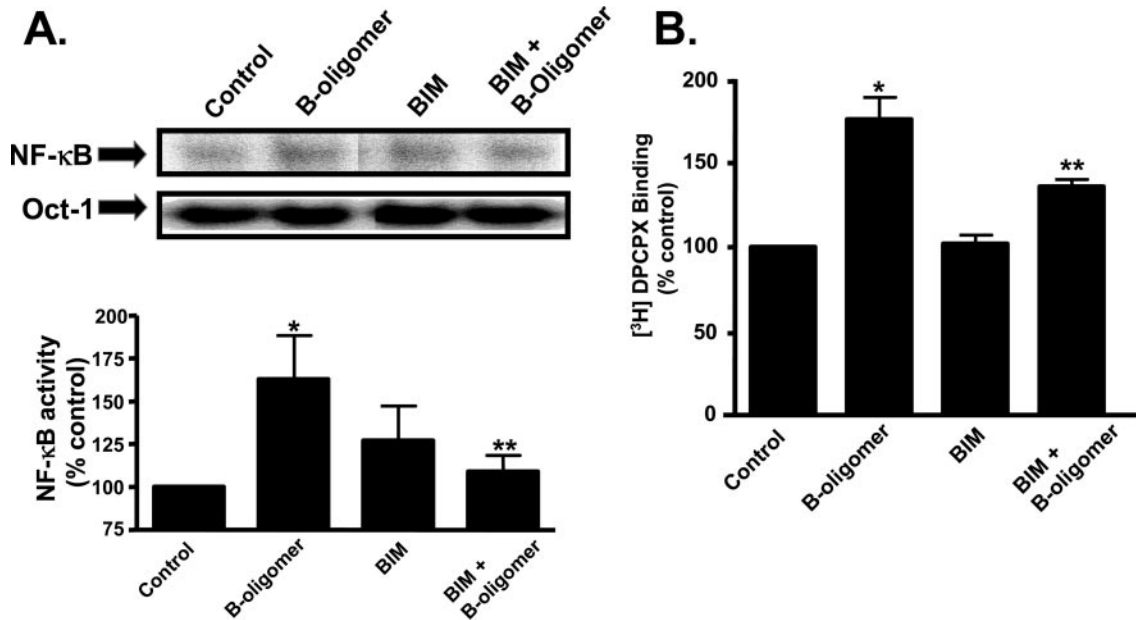 A.
Control
B-oligomer
BIM
BIM +
B-Oligomer
NF-κB
Oct-1
NF-κB activity
(% control)
200
175
150
125
100
75
*
**
Control
B-oligomer
BIM
BIM +
B-oligomer
B.
[³H] DPCPX Binding
(% control)
200
150
100
50
0
*
**
Control
B-oligomer
BIM
BIM +
B-oligomer